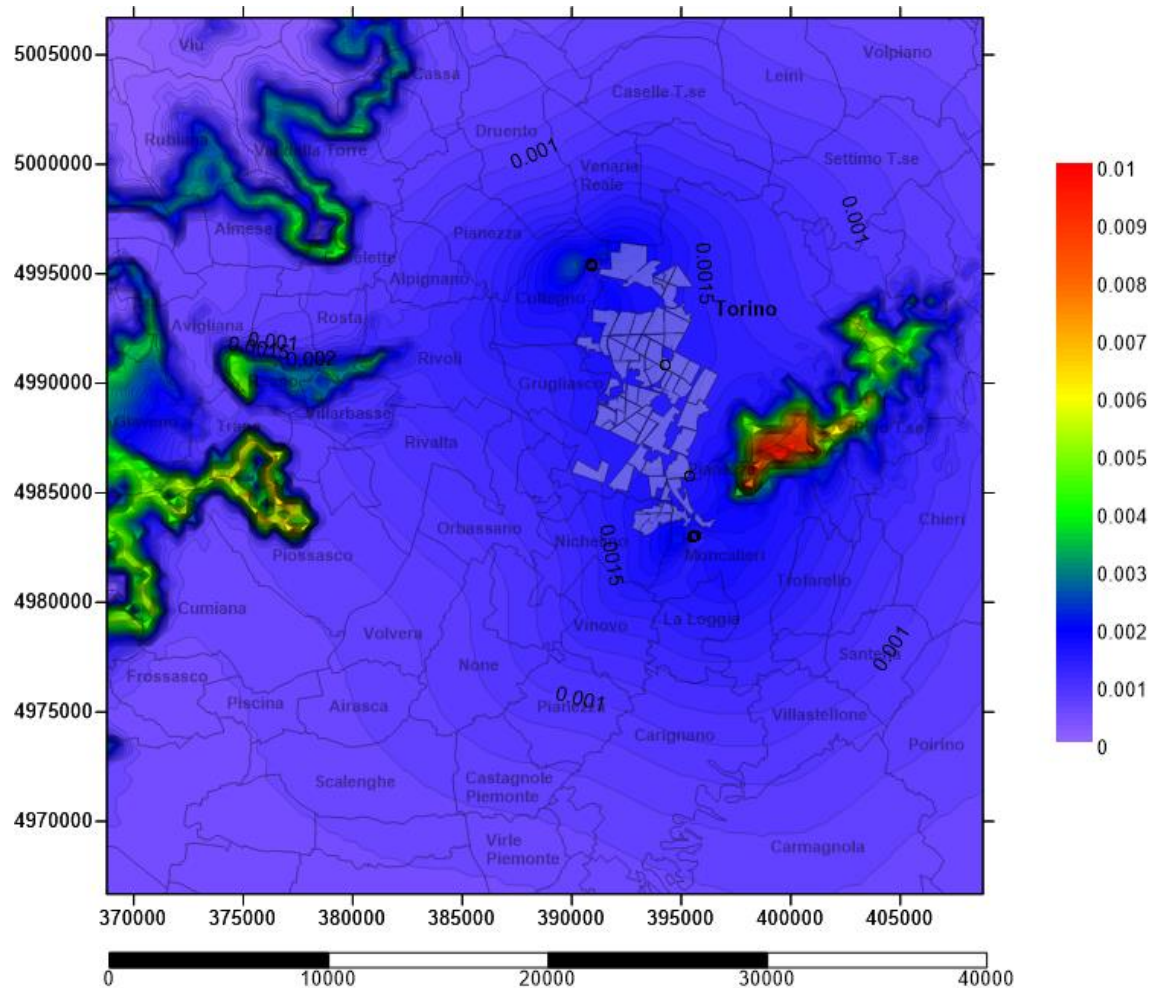 5005000
5000000
4995000
4990000
4985000
4980000
4975000
4970000
370000 375000 380000 385000 390000 395000 400000 405000
0 10000 20000 30000 40000
0.01
0.009
0.008
0.007
0.006
0.005
0.004
0.003
0.002
0.001
0
Viu
Cassa
Volpiano
Leini
Caselle T.se
Druento
0.001
Venaria
Reale
Settimo T.se
0.001
Almese
Pianezza
Alpignano
0.0015
Torino
Avigliana
Rosta
0.001
0.002
Rivoli
Grugliasco
Villarbasse
Trana
Rivalta
Orbassano
Chieri
Piossasco
Nichelino
0.0015
Moncalieri
Trofarello
Cumiana
Volvera
Vinovo
La Loggia
0.001
Santena
None
Frossasco
Piscina
Airasca
0.001
Pianezza
Villastellone
Carignano
Poirino
Scalenghe
Castagnole
Piemonte
Virle
Piemonte
Carmagnola